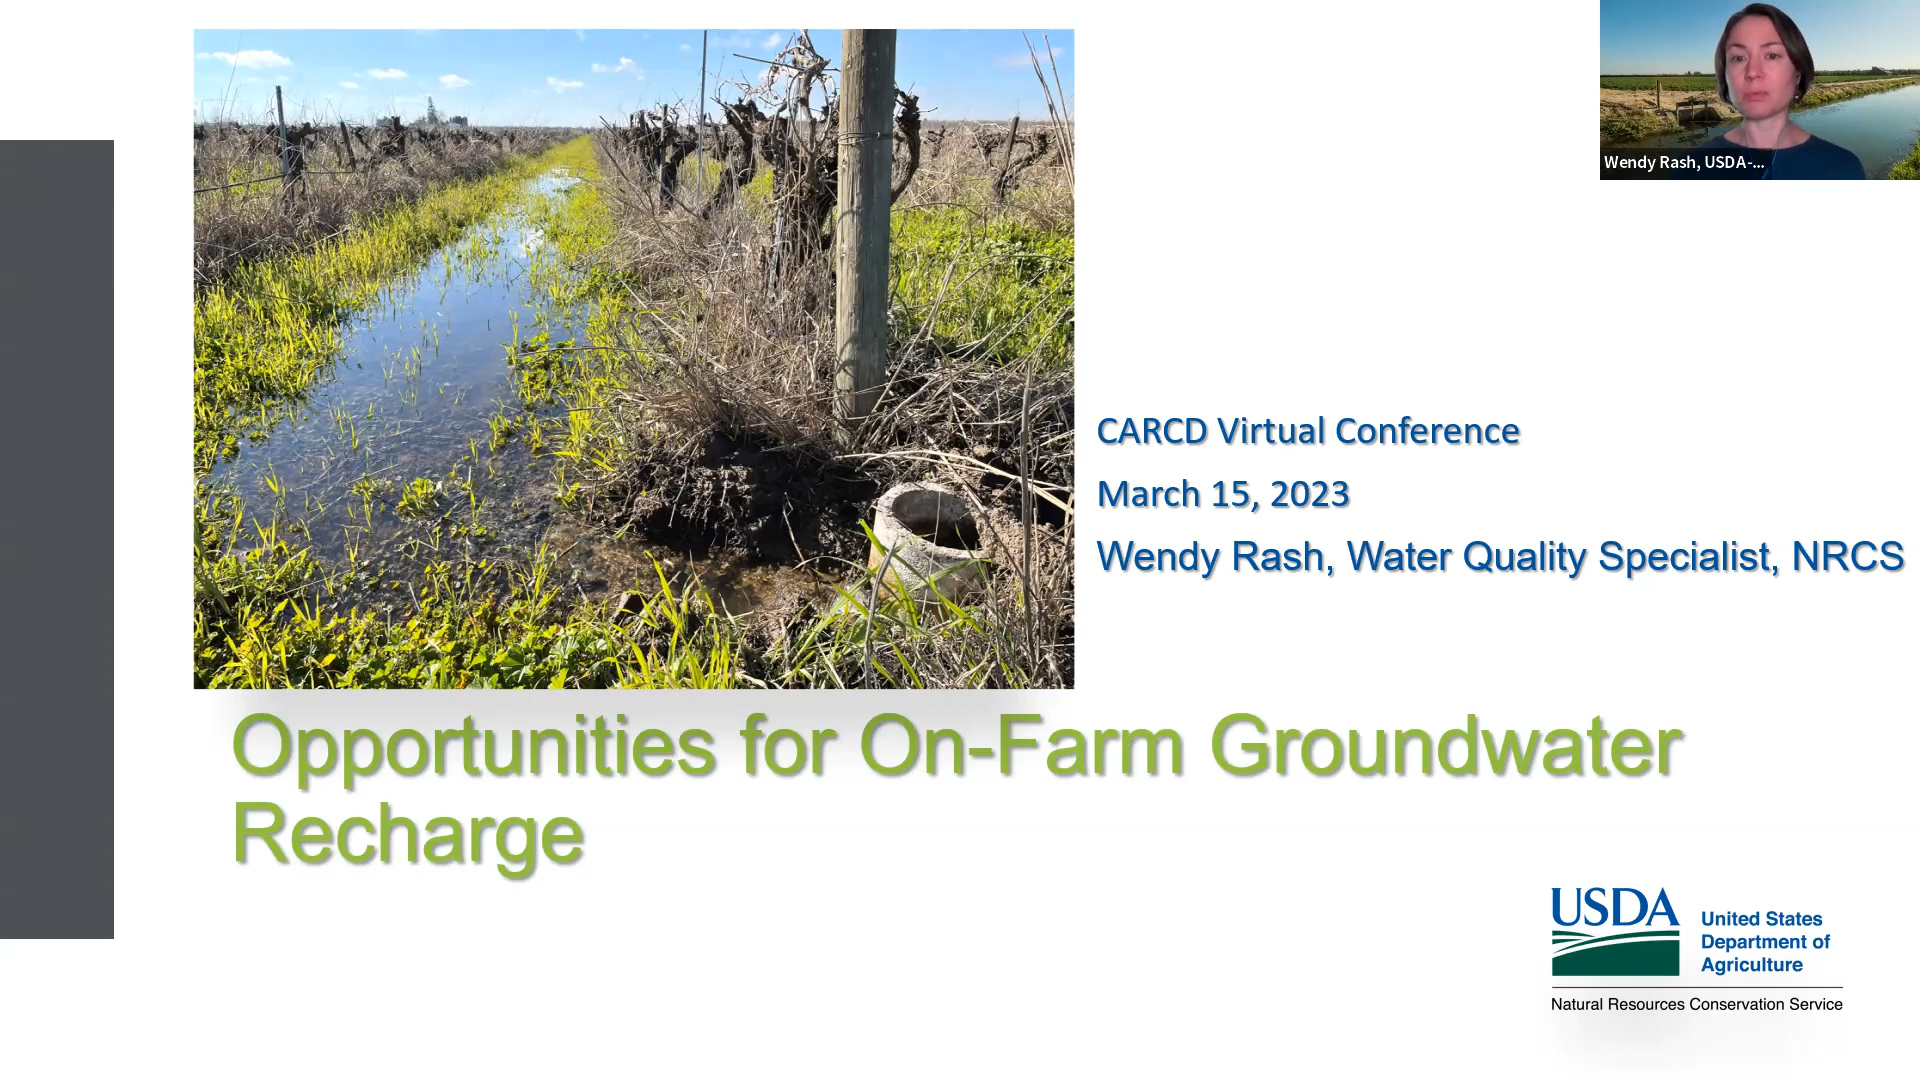 Wendy Rash, USDA-...
CARCD Virtual Conference
March 15, 2023
Wendy Rash, Water Quality Specialist, NRCS
Opportunities for On-Farm Groundwater
Recharge
USDA
United States
Department of
Agriculture
Natural Resources Conservation Service